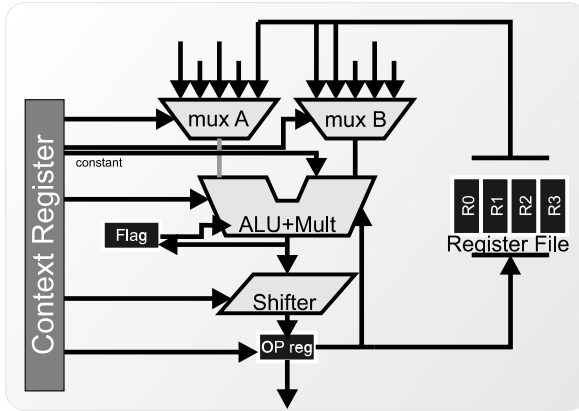 mux A
mux B
constant
Context Register
ALU+Mult
Flag
R0
R1
R2
R3
Register File
Shifter
OP reg